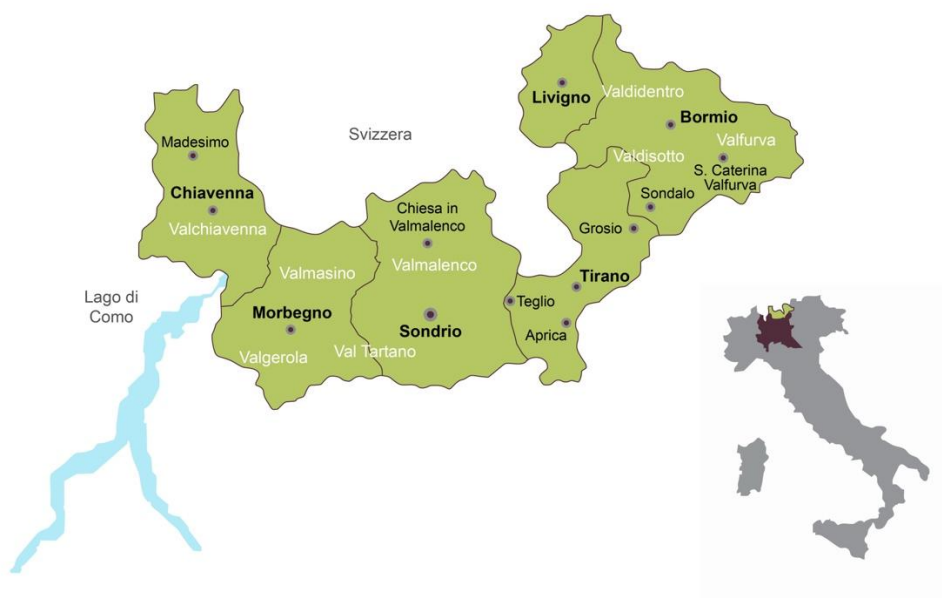 Livigno
Valdidentro
Bormio
Svizzera
Madesimo
Valfurva
Valdisotto
S. Caterina
Valfurva
Chiavenna
Sondalo
Chiesa in
Valmalenco
Valchiavenna
Grosio
Valmalenco
Valmasino
Tirano
Lago di
Como
Teglio
Morbegno
Sondrio
Aprica
Valgerola
Val Tartano